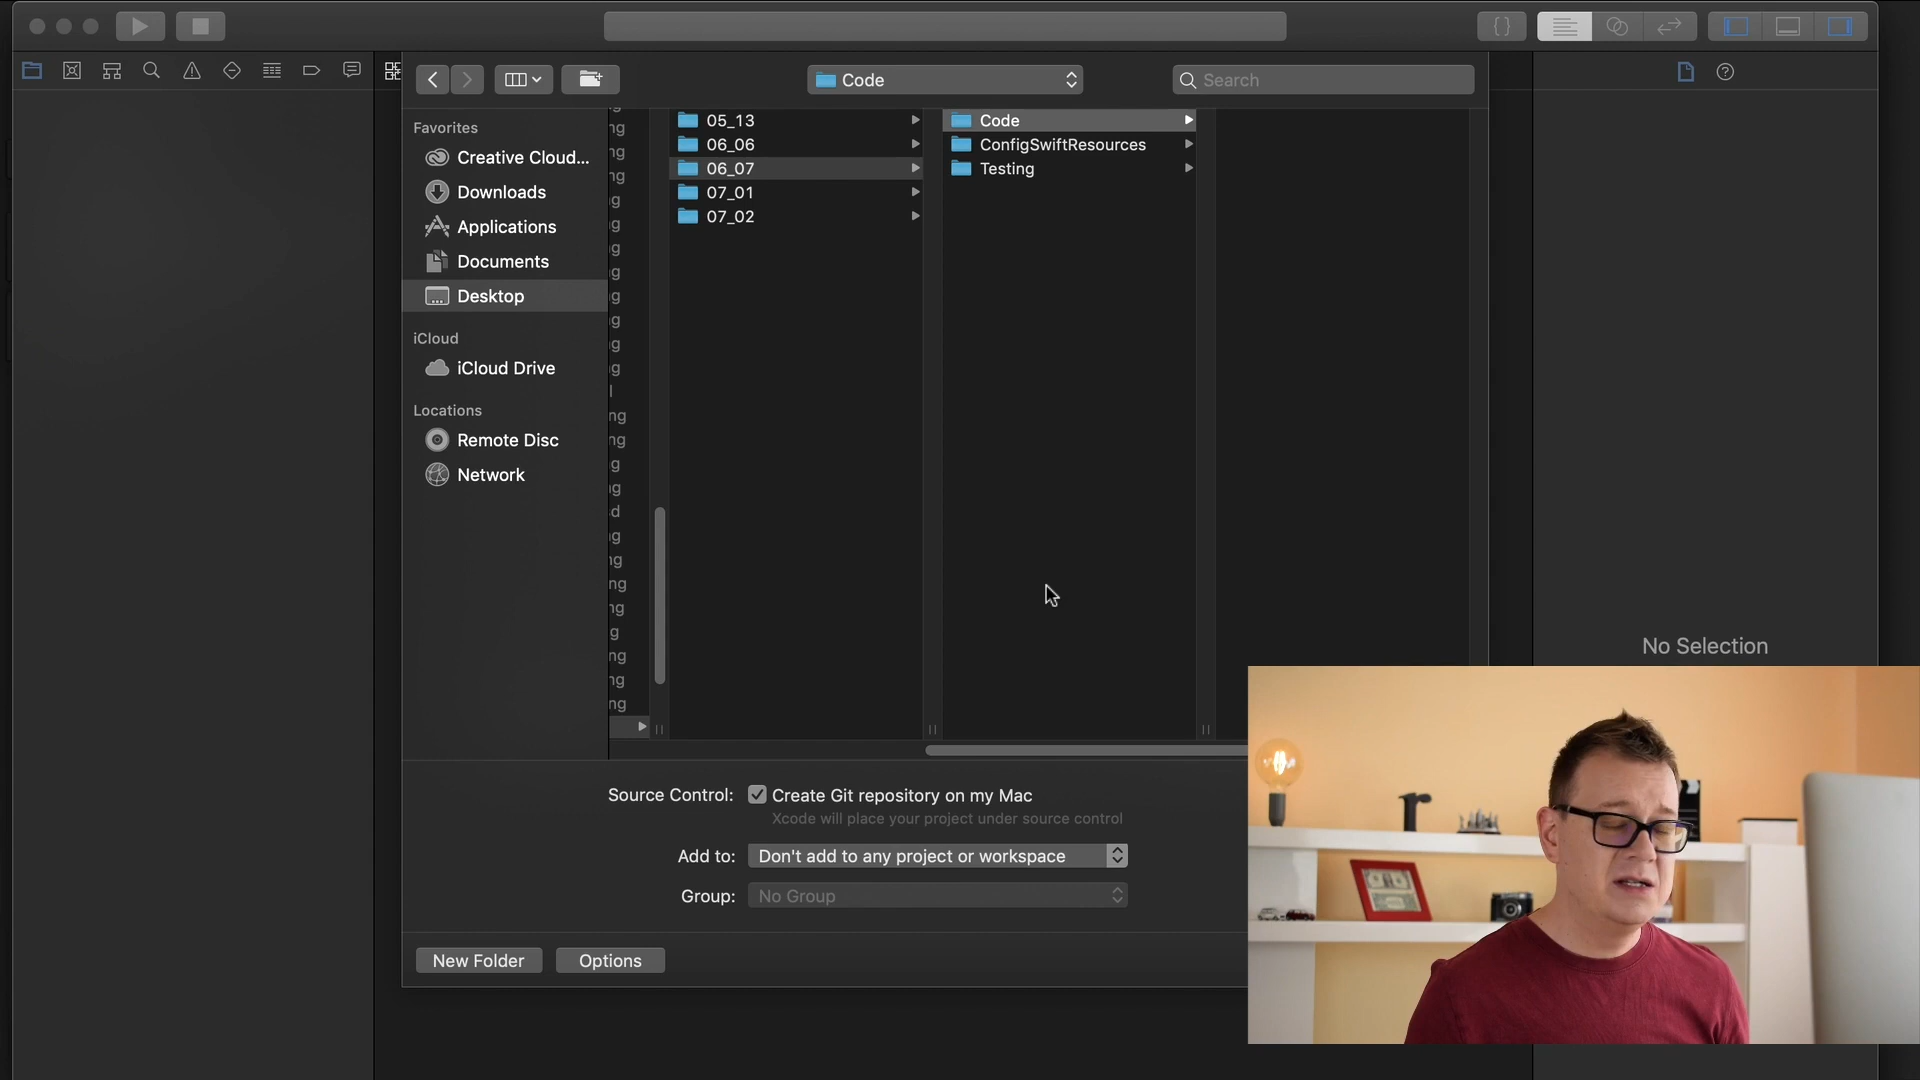 Code
Search
Favorites
Creative Cloud...
Downloads
Applications
Documents
Desktop
iCloud
iCloud Drive
Locations
Remote Disc
Network
05_13
06_06
06_07
07_01
07_02
Code
ConfigSwiftResources
Testing
No Selection
Source Control:
Create Git repository on my Mac
Xcode will place your project under source control
Add to:
Don't add to any project or workspace
Group:
No Group
New Folder
Options